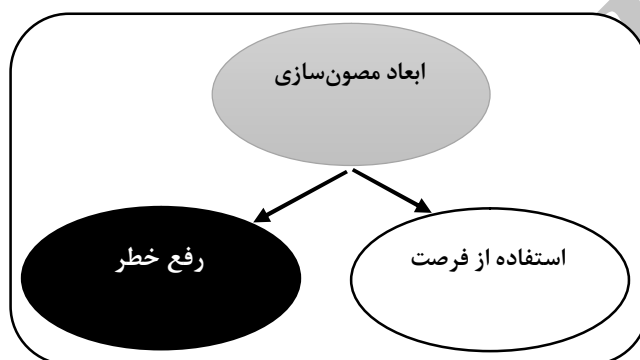 ابعاد مصون‌سازی
استفاده از فرصت
رفع خطر